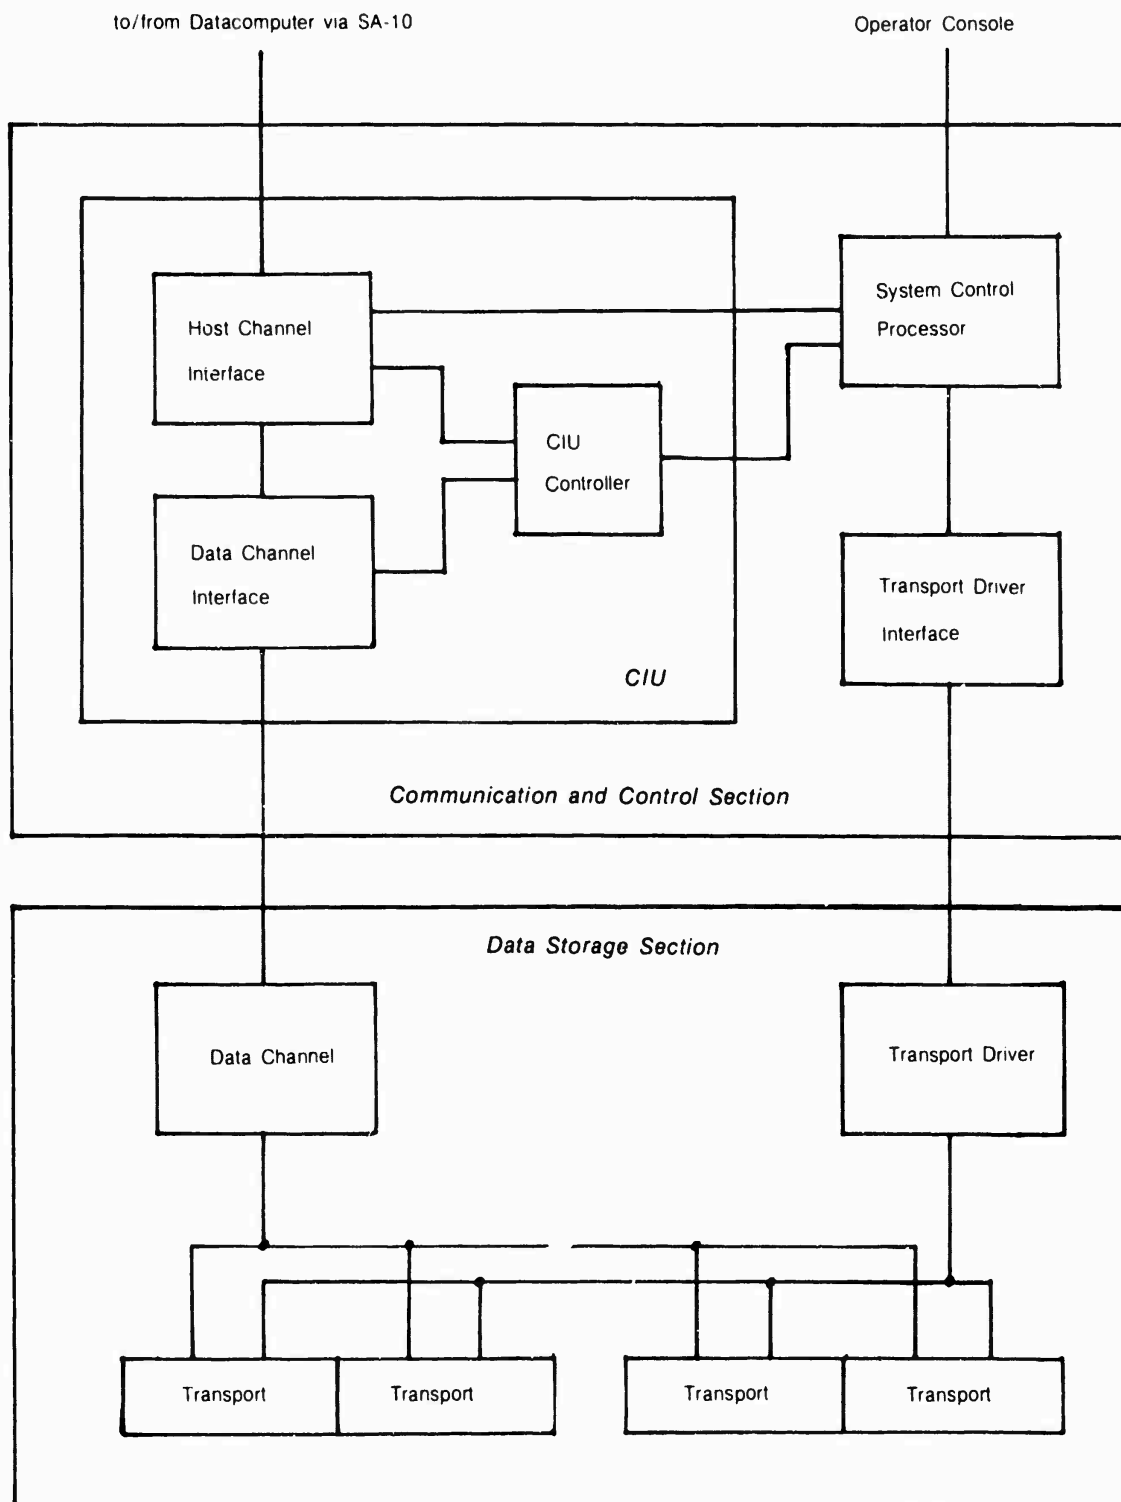 to/from Datacomputer via SA-10
Operator Console
System Control
Processor
Host Channel
Interface
CIU
Controller
Data Channel
Interface
Transport Driver
Interface
CIU
Communication and Control Section
Data Storage Section
Data Channel
Transport Driver
Transport
Transport
Transport
Transport